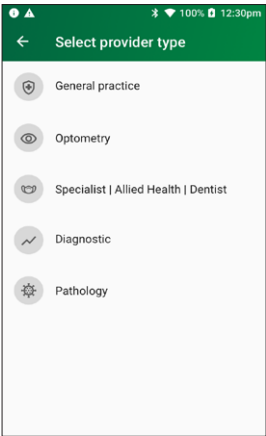 100% 12:30pm
Select provider type
General practice
Optometry
Specialist | Allied Health | Dentist
Diagnostic
Pathology